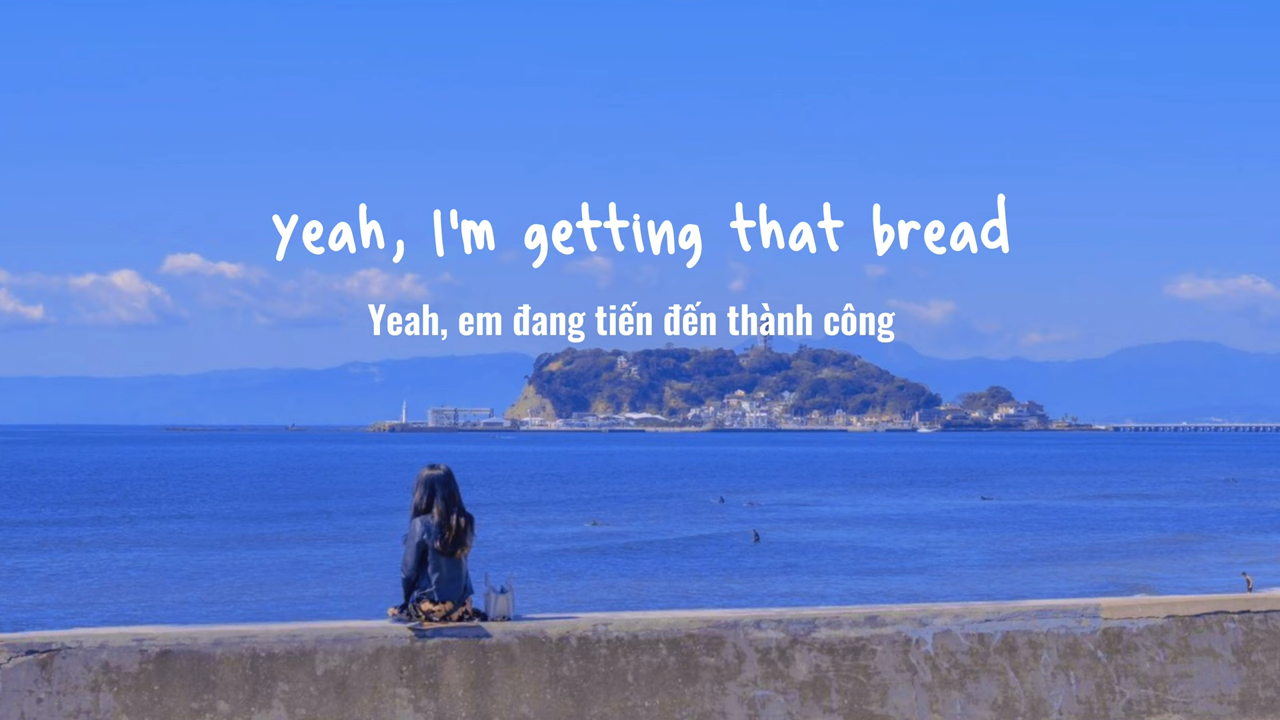 yeah, I'm getting that bread
Yeah, em đang tiến đến thành công